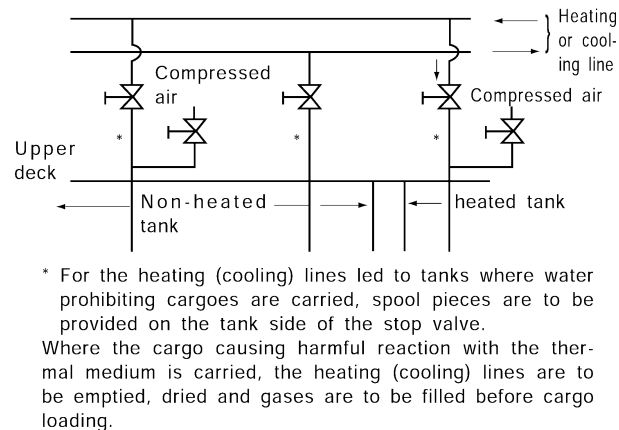 Heating
or cool-
ing line
Compressed
air
Compressed air
*
*
*
Upper
deck
Non-heated
tank
heated tank
* For the heating (cooling) lines led to tanks where water
prohibiting cargoes are carried, spool pieces are to be
provided on the tank side of the stop valve.
Where the cargo causing harmful reaction with the ther-
mal medium is carried, the heating (cooling) lines are to
be emptied, dried and gases are to be filled before cargo
loading.